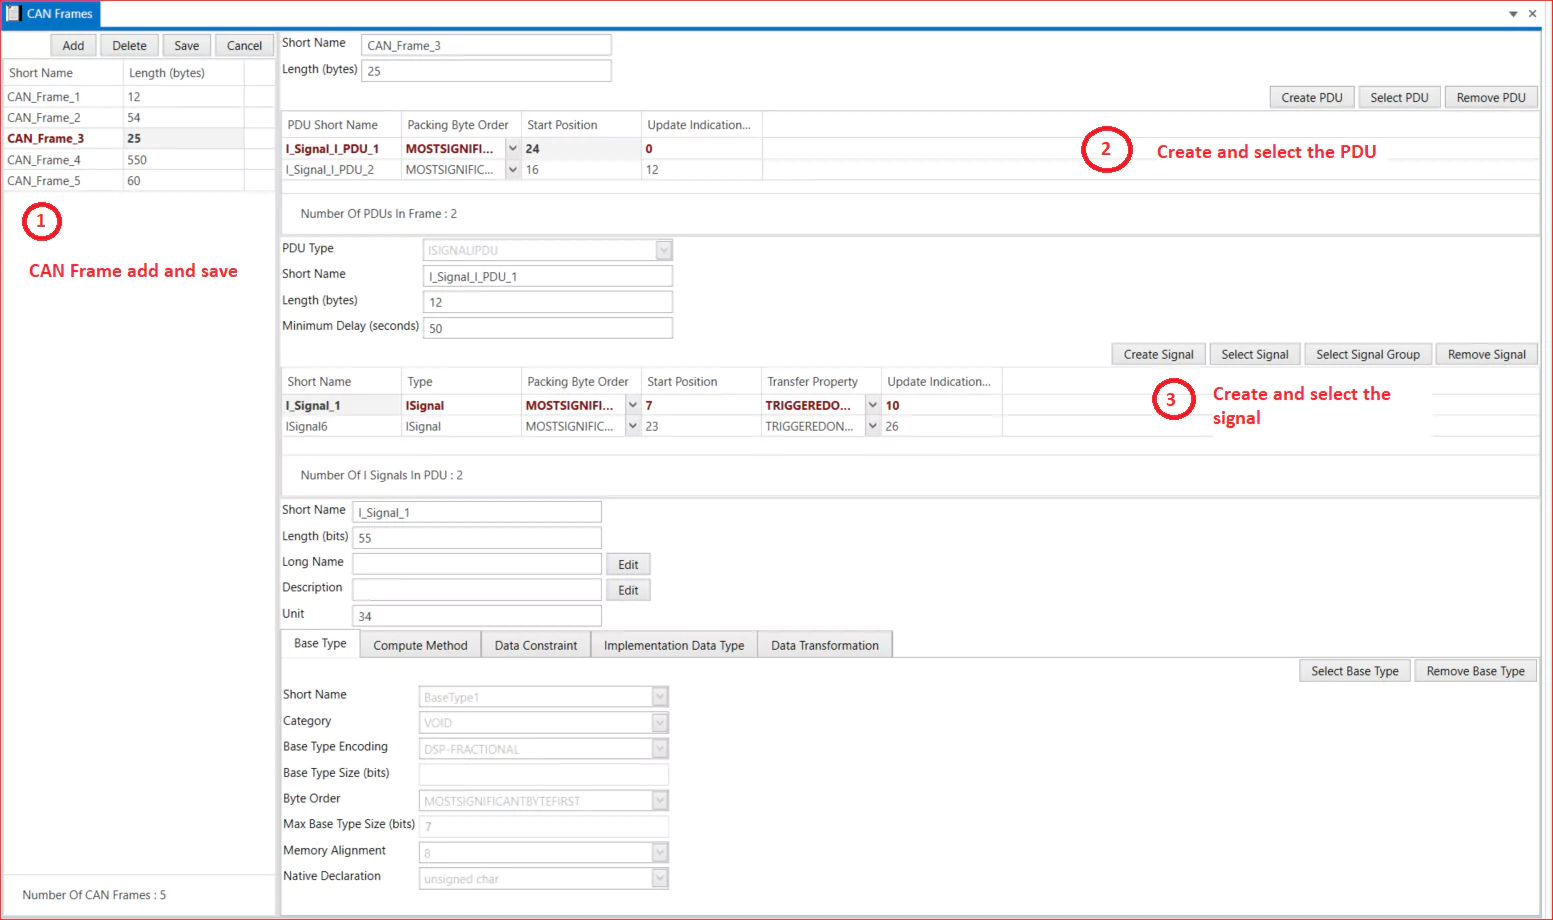 CAN Frames
Add Delete Save Cancel
Short Name Length (bytes)
CAN_Frame_1 12
CAN_Frame_2 54
CAN_Frame_3 25
CAN_Frame_4 550
CAN_Frame_5 60
1
CAN Frame add and save
Number Of CAN Frames : 5
Short Name CAN_Frame_3
Length (bytes) 25
Create PDU Select PDU Remove PDU
PDU Short Name Packing Byte Order Start Position Update Indication...
I_Signal_I_PDU_1 MOSTSIGNIFI... 24 0
I_Signal_I_PDU_2 MOSTSIGNIFIC... 16 12
2 Create and select the PDU
Number Of PDUs In Frame : 2
PDU Type ISIGNALIPDU
Short Name I_Signal_I_PDU_1
Length (bytes) 12
Minimum Delay (seconds) 50
Create Signal Select Signal Select Signal Group Remove Signal
Short Name Type Packing Byte Order Start Position Transfer Property Update Indication...
I_Signal_1 ISignal MOSTSIGNIFI... 7 TRIGGEREDO... 10
ISignal6 ISignal MOSTSIGNIFIC... 23 TRIGGEREDON... 26
3 Create and select the
signal
Number Of I Signals In PDU : 2
Short Name I_Signal_1
Length (bits) 55
Long Name Edit
Description Edit
Unit 34
Base Type Compute Method Data Constraint Implementation Data Type Data Transformation
Select Base Type Remove Base Type
Short Name BaseType1
Category VOID
Base Type Encoding DSP-FRACTIONAL
Base Type Size (bits)
Byte Order MOSTSIGNIFICANTBYTEFIRST
Max Base Type Size (bits) 7
Memory Alignment 8
Native Declaration unsigned char